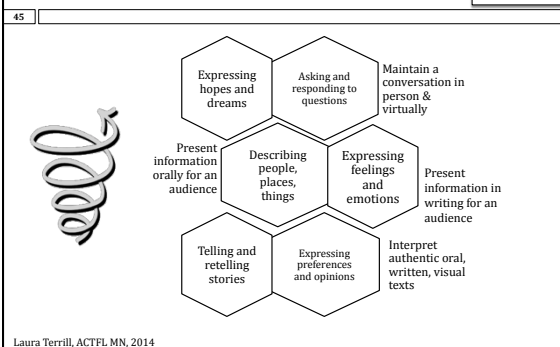 45
Expressing
hopes and
dreams
Asking and
responding to
questions
Maintain a
conversation in
person &
virtually
Present
information
orally for an
audience
Describing
people,
places,
things
Expressing
feelings
and
emotions
Present
information in
writing for an
audience
Telling and
retelling
stories
Expressing
preferences
and opinions
Interpret
authentic oral,
written, visual
texts
Laura Terrill, ACTFL MN, 2014